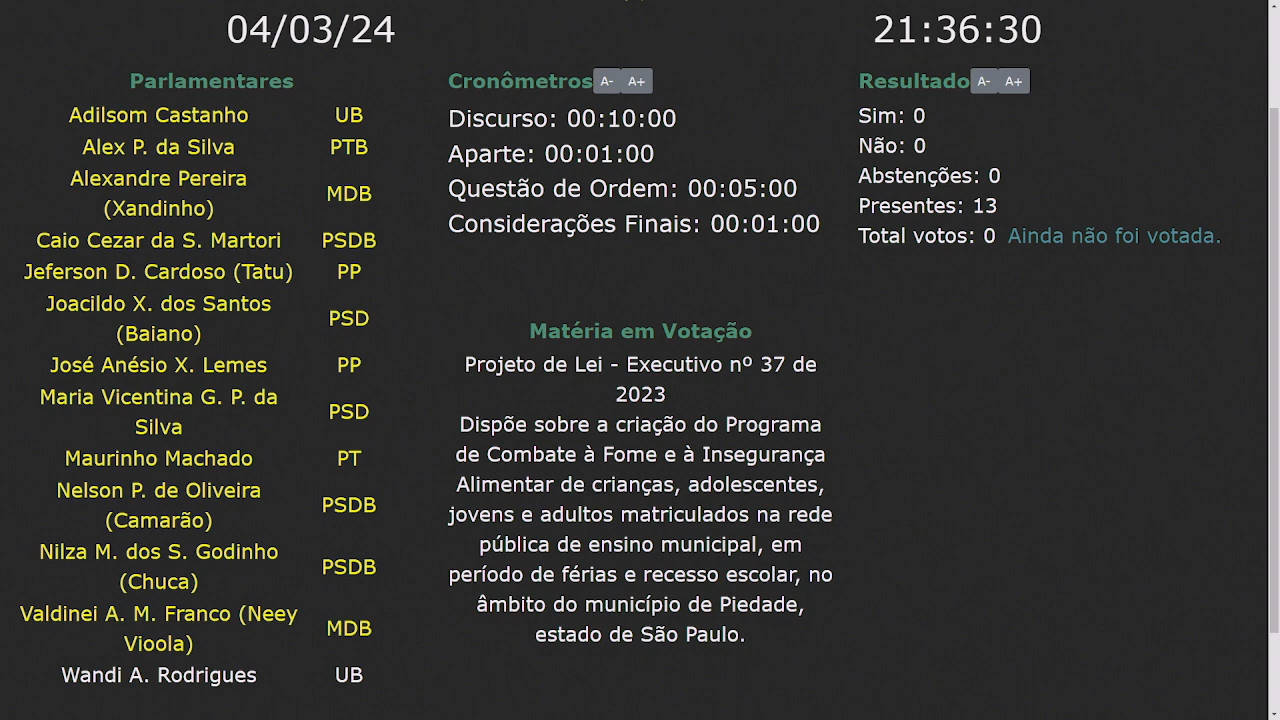 04/03/24
21:36:30
Parlamentares
Adilsom Castanho UB
Alex P. da Silva PTB
Alexandre Pereira
(Xandinho) MDB
Caio Cezar da S. Martori PSDB
Jeferson D. Cardoso (Tatu) PP
Joacildo X. dos Santos
(Baiano) PSD
José Anésio X. Lemes PP
Maria Vicentina G. P. da
Silva PSD
Maurinho Machado PT
Nelson P. de Oliveira
(Camarão) PSDB
Nilza M. dos S. Godinho
(Chuca) PSDB
Valdinei A. M. Franco (Neey
Vioola) MDB
Wandi A. Rodrigues UB
Cronômetros A- A+
Discurso: 00:10:00
Aparte: 00:01:00
Questão de Ordem: 00:05:00
Considerações Finais: 00:01:00
Matéria em Votação
Projeto de Lei - Executivo nº 37 de
2023
Dispõe sobre a criação do Programa
de Combate à Fome e à Insegurança
Alimentar de crianças, adolescentes,
jovens e adultos matriculados na rede
pública de ensino municipal, em
período de férias e recesso escolar, no
âmbito do município de Piedade,
estado de São Paulo.
Resultado A- A+
Sim: 0
Não: 0
Abstenções: 0
Presentes: 13
Total votos: 0 Ainda não foi votada.